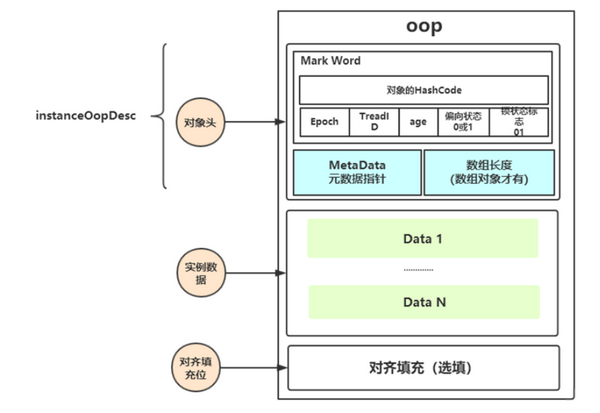 oop
Mark Word
对象的HashCode
instanceOopDesc
对象头
Epoch
TreadI
D
age
偏向状态
0或1
锁状态标
志
01
MetaData
元数据指针
数组长度
(数组对象才有)
Data 1
.............
实例数
据
Data N
对齐填
充位
对齐填充（选填）